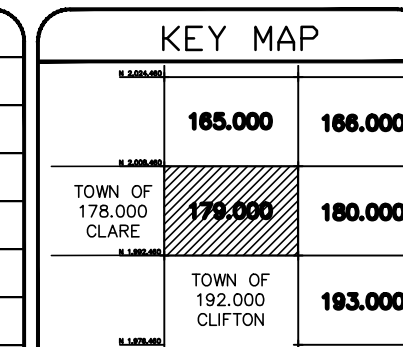 KEY MAP
N 2,024,460
165.000 166.000
N 2,008,460
TOWN OF
178.000
CLARE
179.000 180.000
N 1,992,460
TOWN OF
192.000
CLIFTON
193.000
N 1,976,460